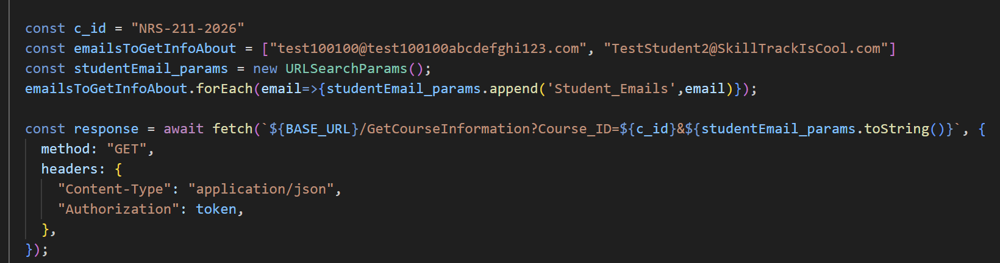 const c_id = "NRS-211-2026"
const emailsToGetInfoAbout = ["test100100@test100100abcdefghi123.com", "TestStudent2@SkillTrackIsCool.com"]
const studentEmail_params = new URLSearchParams();
emailsToGetInfoAbout.forEach(email=>{studentEmail_params.append('Student_Emails',email)});
const response = await fetch(`${BASE_URL}/GetCourseInformation?Course_ID=${c_id}&${studentEmail_params.toString()}`, {
method: "GET",
headers: {
"Content-Type": "application/json",
"Authorization": token,
},
});